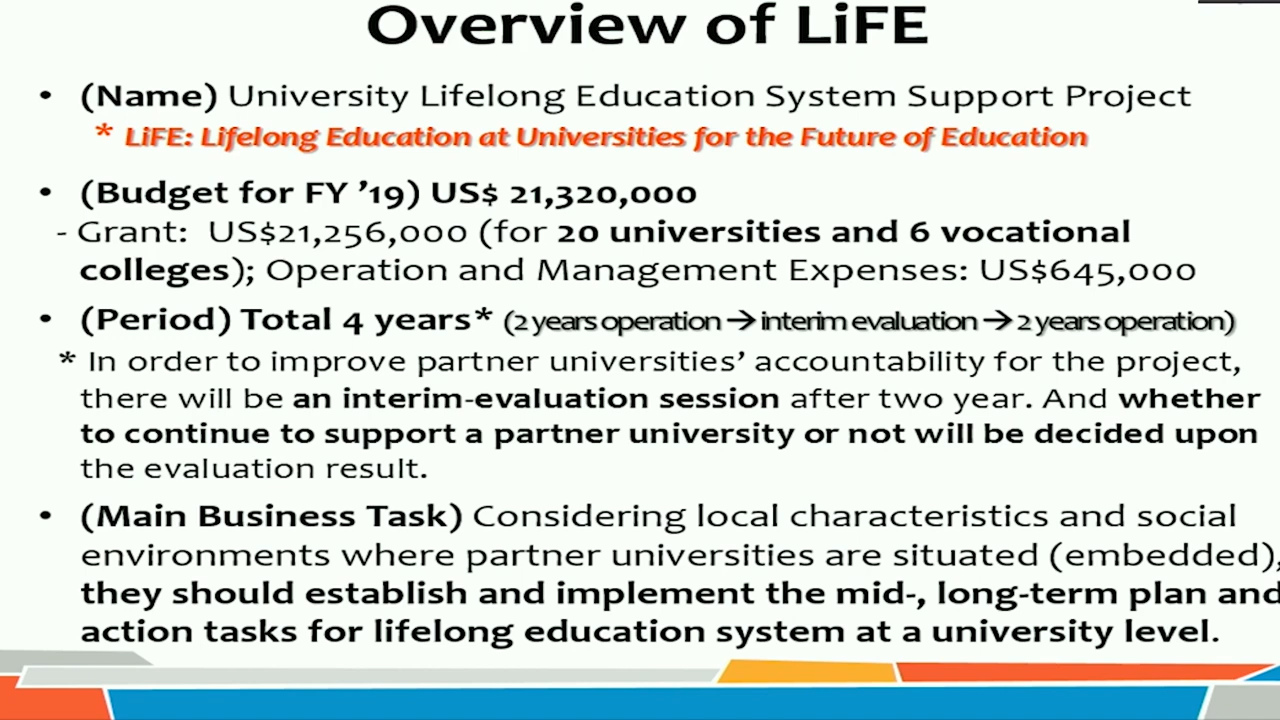 Overview of LiFE
• (Name) University Lifelong Education System Support Project
* LiFE: Lifelong Education at Universities for the Future of Education
• (Budget for FY ’19) US$ 21,320,000
- Grant: US$21,256,000 (for 20 universities and 6 vocational
colleges); Operation and Management Expenses: US$645,000
• (Period) Total 4 years* (2 years operation → interim evaluation → 2 years operation)
* In order to improve partner universities’ accountability for the project,
there will be an interim-evaluation session after two year. And whether
to continue to support a partner university or not will be decided upon
the evaluation result.
• (Main Business Task) Considering local characteristics and social
environments where partner universities are situated (embedded),
they should establish and implement the mid-, long-term plan and
action tasks for lifelong education system at a university level.